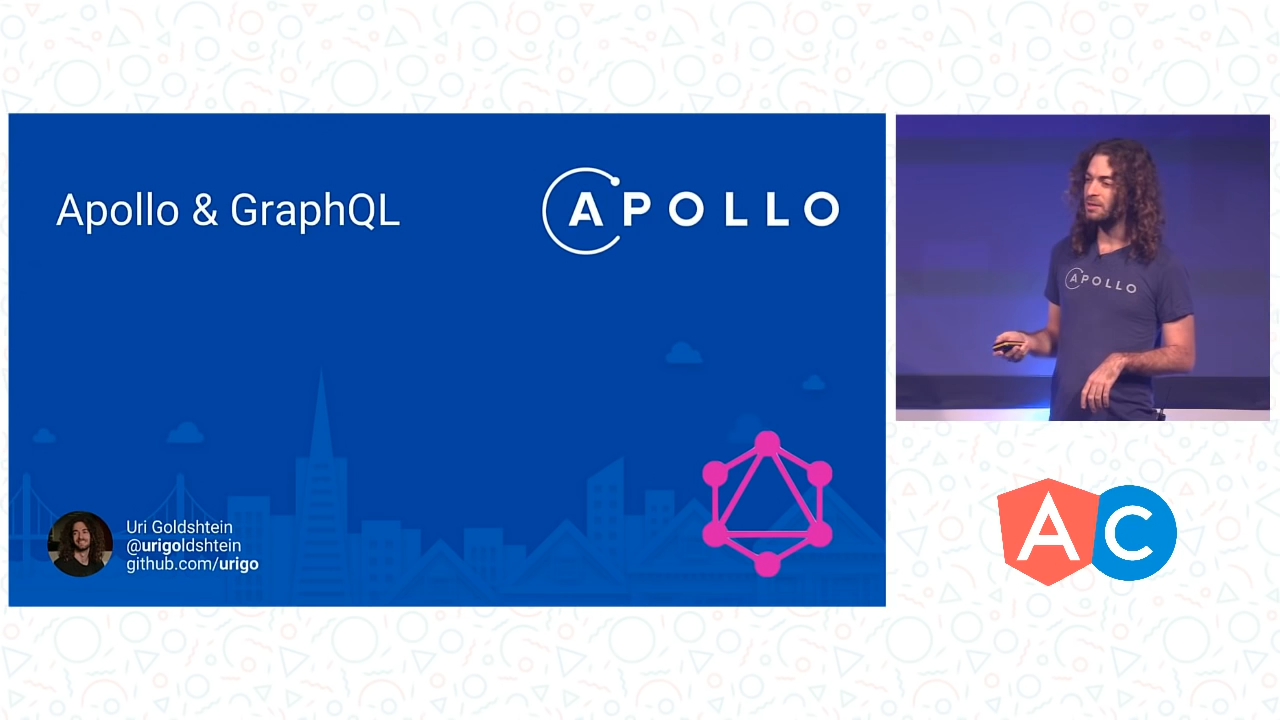 Apollo & GraphQL
APOLLO
Uri Goldshtein
@urigoldshtein
github.com/urigo
APOLLO
A C